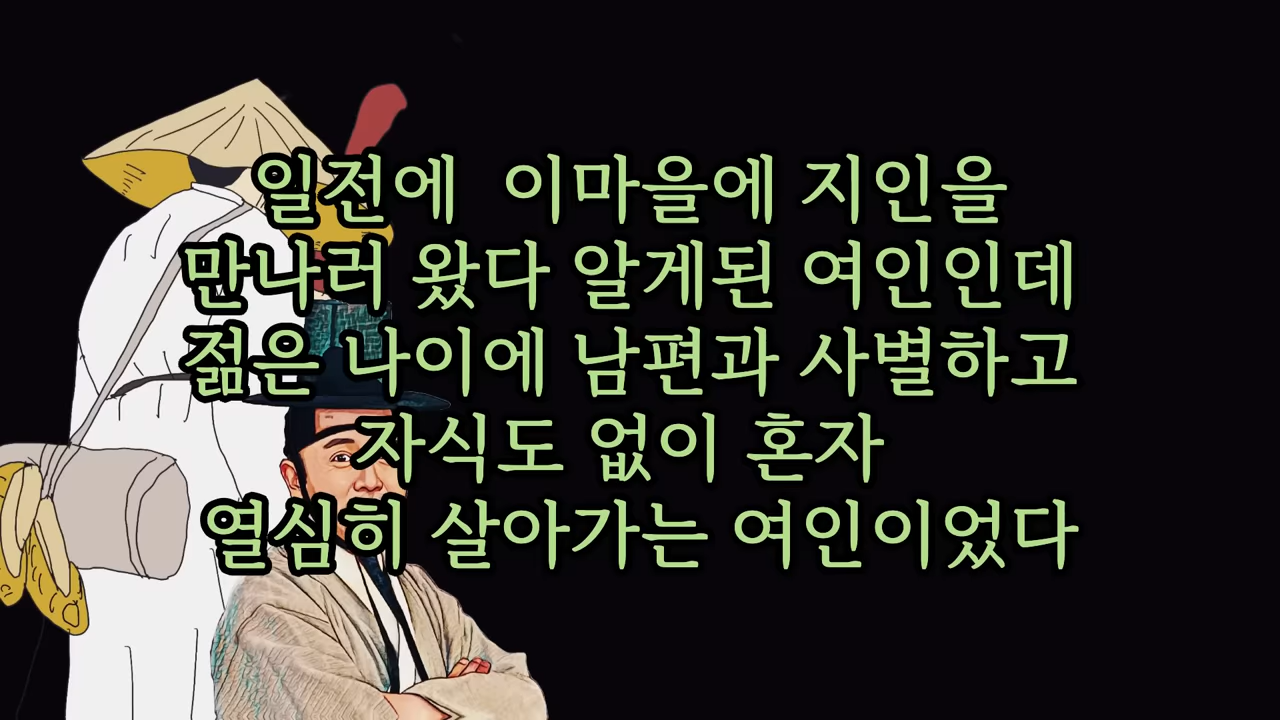 일전에 이마을에 지인을
만나러 왔다 알게된 여인인데
젊은 나이에 남편과 사별하고
자식도 없이 혼자
열심히 살아가는 여인이었다